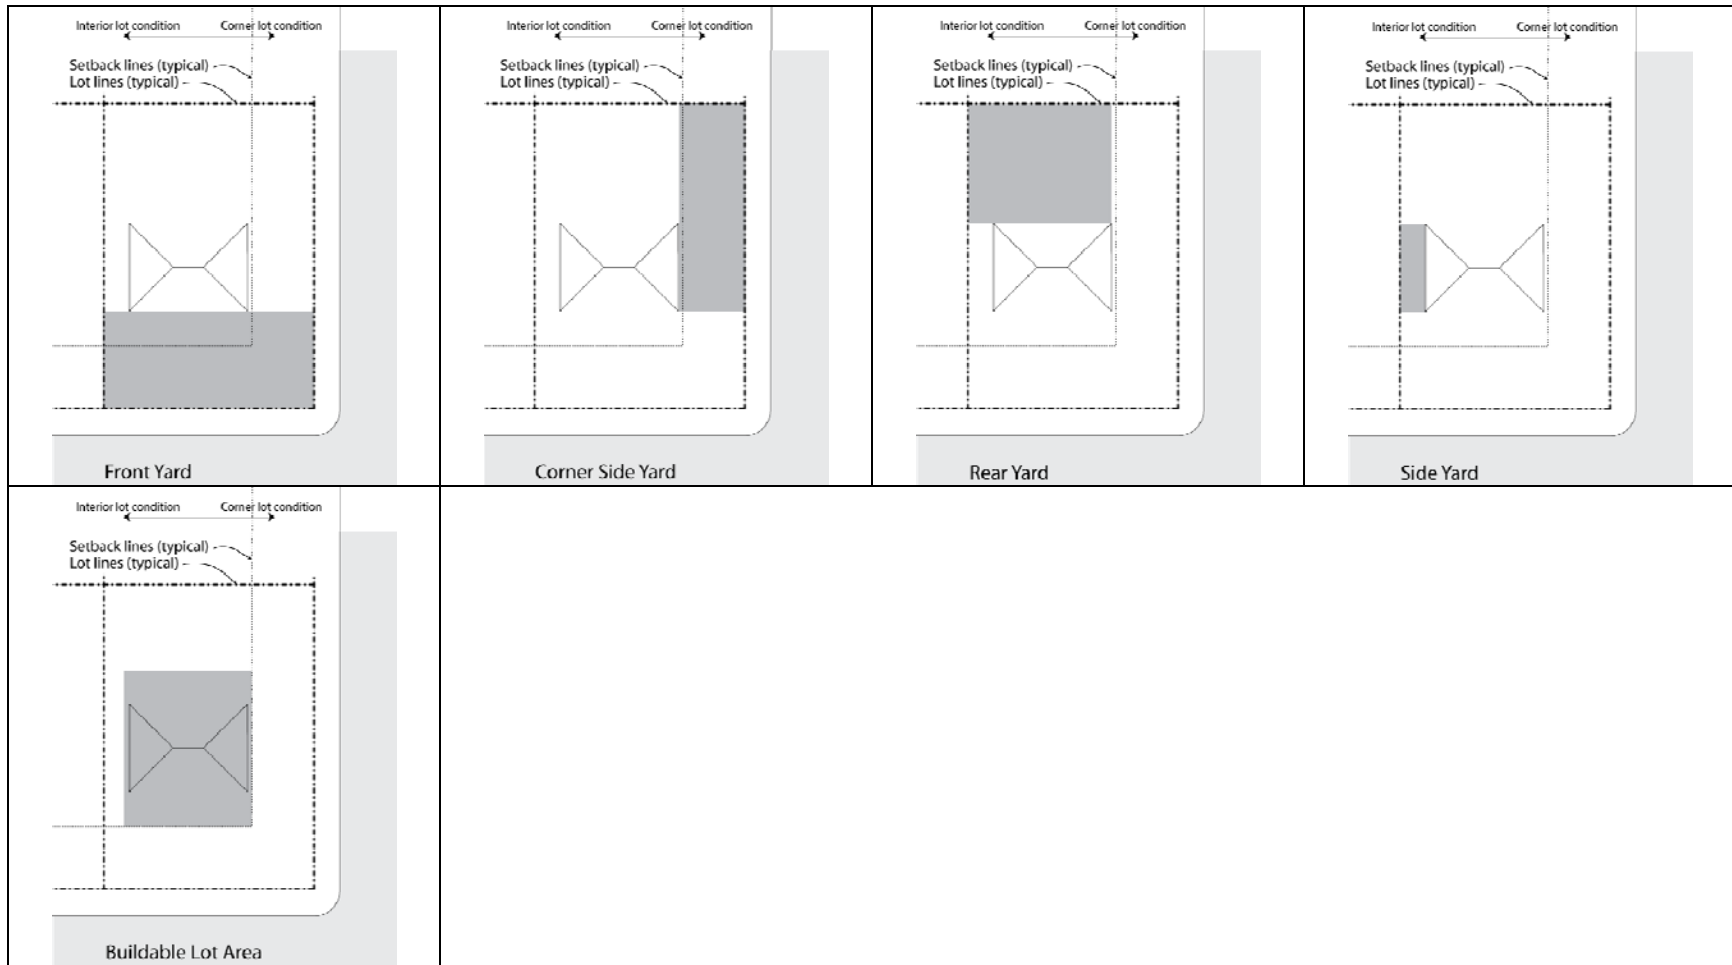 Interior lot condition Corner lot condition
Setback lines (typical)
Lot lines (typical)
Front Yard
Interior lot condition Corner lot condition
Setback lines (typical)
Lot lines (typical)
Corner Side Yard
Interior lot condition Corner lot condition
Setback lines (typical)
Lot lines (typical)
Rear Yard
Interior lot condition Corner lot condition
Setback lines (typical)
Lot lines (typical)
Side Yard
Interior lot condition Corner lot condition
Setback lines (typical)
Lot lines (typical)
Buildable Lot Area